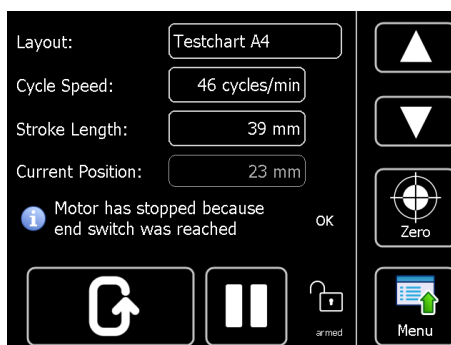 Layout: Testchart A4
Cycle Speed: 46 cycles/min
Stroke Length: 39 mm
Current Position: 23 mm
Motor has stopped because
end switch was reached
OK
Zero
armed
Menu